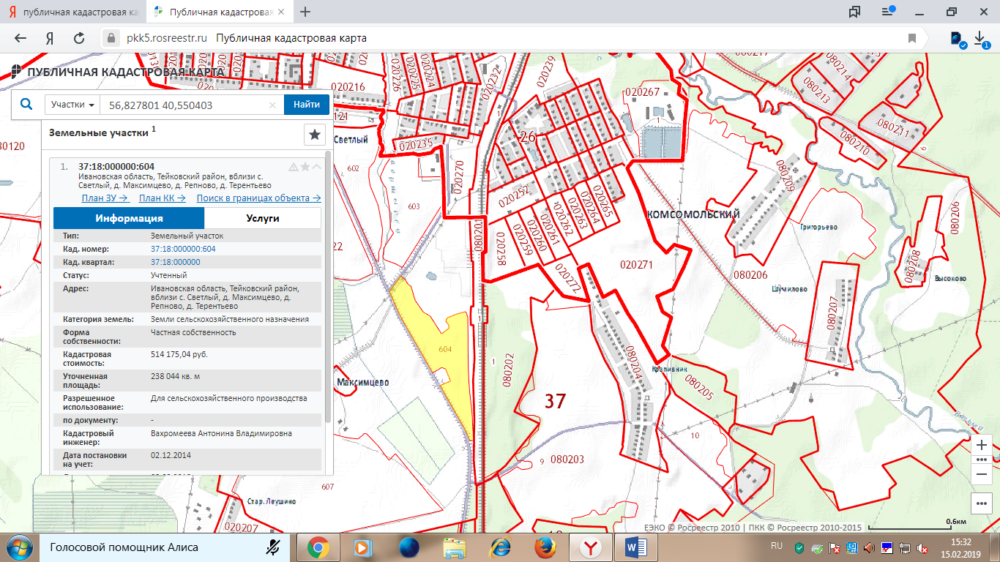 публичная кадастровая ка
Публичная кадастровая
pkk5.rosreestr.ru Публичная кадастровая карта
ПУБЛИЧНАЯ КАДАСТРОВАЯ КАРТА
Участки
56,827801 40,550403
Найти
Земельные участки 1
1.
37:18:000000:604
Ивановская область, Тейковский район, вблизи с.
Светлый, д. Максимцево, д. Репново, д. Терентьево
План ЗУ → План КК → Поиск в границах объекта →
Информация
Услуги
Тип: Земельный участок
Кад. номер: 37:18:000000:604
Кад. квартал: 37:18:000000
Статус: Учтенный
Адрес: Ивановская область, Тейковский район,
вблизи с. Светлый, д. Максимцево, д.
Репново, д. Терентьево
Категория земель: Земли сельскохозяйственного назначения
Форма
собственности: Частная собственность
Кадастровая
стоимость: 514 175,04 руб.
Уточненная
площадь: 238 044 кв. м
Разрешенное
использование: Для сельскохозяйственного производства
по документу: -
Кадастровый
инженер: Вахромеева Антонина Владимировна
Дата постановки
на учет: 02.12.2014
020216
020226
020225
020224
020232
020239
020267
080217
080214
080213
080211
080210
080209
121
Светлый
020235
602
603
020270
26
020252
020265
020264
020263
020262
020261
020260
020259
020258
080201
КОМСОМОЛЬСКИЙ
Григорьево
080206
080208
Высоково
080206
Шумилово
080207
020271
020272
30120
22
604
1
1
080202
Максимцево
080204
Крапивник
080205
37
10
9
080203
607
Стар. Леушино
020207
6
10
ЕЭКО © Росреестр 2010 | ПКК © Росреестр 2010-2015
0.6км
Голосовой помощник Алиса
RU
15:32
15.02.2019